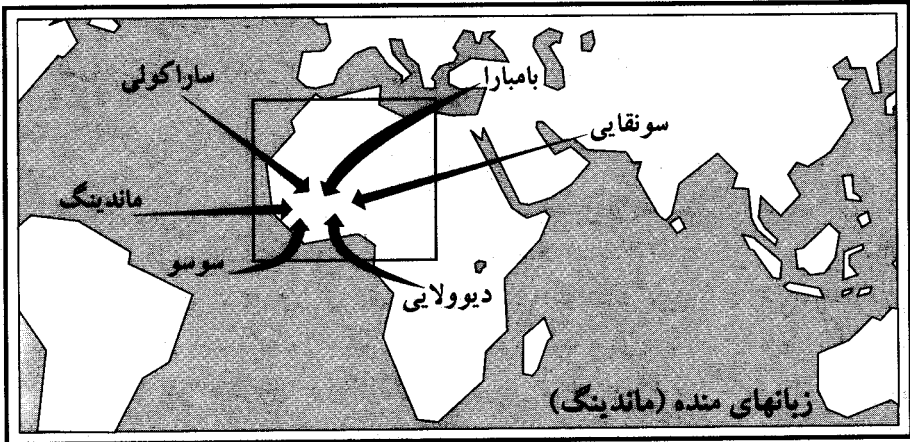 ساراکولی
بامبارا
سونقایی
ماندینگ
سوسو
دیوولایی
زبانهای منده (ماندینگ)